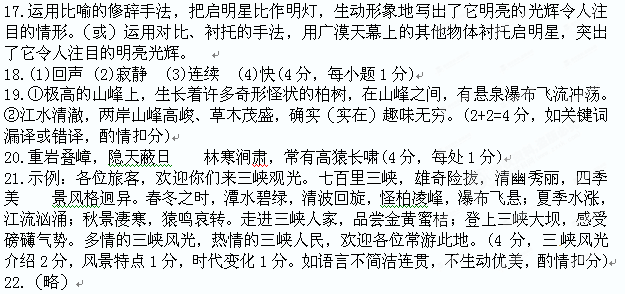 17.运用比喻的修辞手法，把启明星比作明灯，生动形象地写出了它明亮的光辉令人注
目的情形。（或）运用对比、衬托的手法，用广漠天幕上的其他物体衬托启明星，突出
了它令人注目的明亮光辉。
18.(1)回声 (2)寂静 (3)连续 (4)快(4分，每小题1分)
19.①极高的山峰上，生长着许多奇形怪状的柏树，在山峰之间，有悬泉瀑布飞流冲荡。
②江水清澈，两岸山峰高峻、草木茂盛，确实（实在）趣味无穷。(2+2=4分，如关键词
漏译或错译，酌情扣分)
20.重岩叠嶂，隐天蔽日 林寒涧肃，常有高猿长啸(4分，每处1分)
21.示例：各位旅客，欢迎你们来三峡观光。七百里三峡，雄奇险拔，清幽秀丽，四季
美 景风格迥异。春冬之时，潭水碧绿，清波回旋，怪柏凌峰，瀑布飞悬；夏季水涨，
江流汹涌；秋景凄寒，猿鸣哀转。走进三峡人家，品尝金黄蜜桔；登上三峡大坝，感受
磅礴气势。多情的三峡风光，热情的三峡人民，欢迎各位常游此地。(4 分，三峡风光
介绍2分，风景特点1分，时代变化1分。如语言不简洁连贯，不生动优美，酌情扣分)
22.（略）